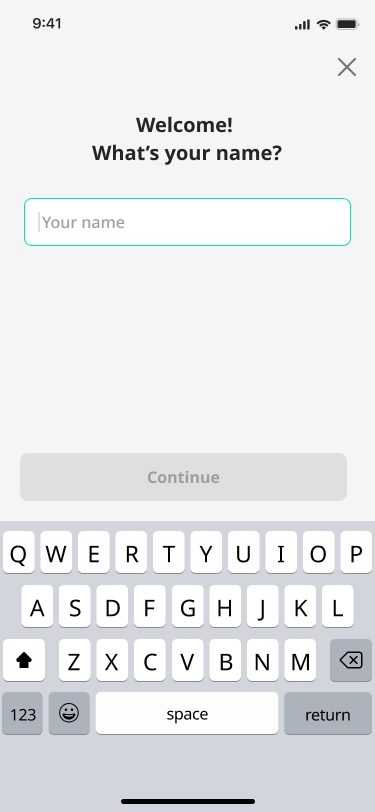 9:41
Welcome!
What's your name?
Your name
Continue
Q W E R T Y U I O P
A S D F G H J K L
Z X C V B N M
123 space return